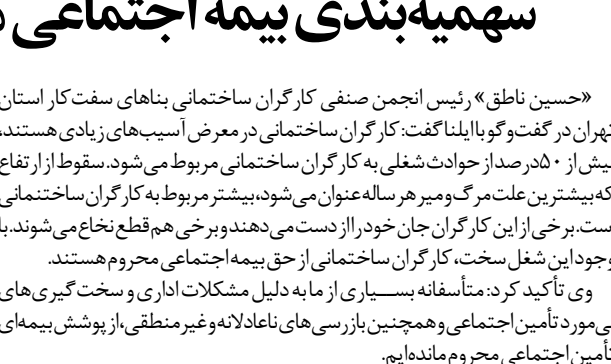 سهمیه‌بندی بیمه اجتماعی
«حسین ناطق» رئیس انجمن صنفی کارگران ساختمانی بناهای سفت‌کار استان
تهران در گفت‌وگو با ایلنا گفت: کارگران ساختمانی در معرض آسیب‌های زیادی هستند،
بیش از ۵۰درصد از حوادث شغلی به کارگران ساختمانی مربوط می‌شود. سقوط از ارتفاع
که بیشترین علت مرگ‌ومیر هر ساله عنوان می‌شود، بیشتر مربوط به کارگران ساختنمانی
است. برخی از این کارگران جان خود را از دست می‌دهند و برخی هم قطع نخاع می‌شوند. با
وجود این شغل سخت، کارگران ساختمانی از حق بیمه اجتماعی محروم هستند.
وی تأکید کرد: متأسفانه بسیاری از ما به دلیل مشکلات اداری و سخت‌گیری‌های
بی‌مورد تأمین اجتماعی و همچنین بازرسی‌های ناعادلانه و غیرمنطقی، از پوشش بیمه‌ای
تأمین اجتماعی محروم مانده‌ایم.